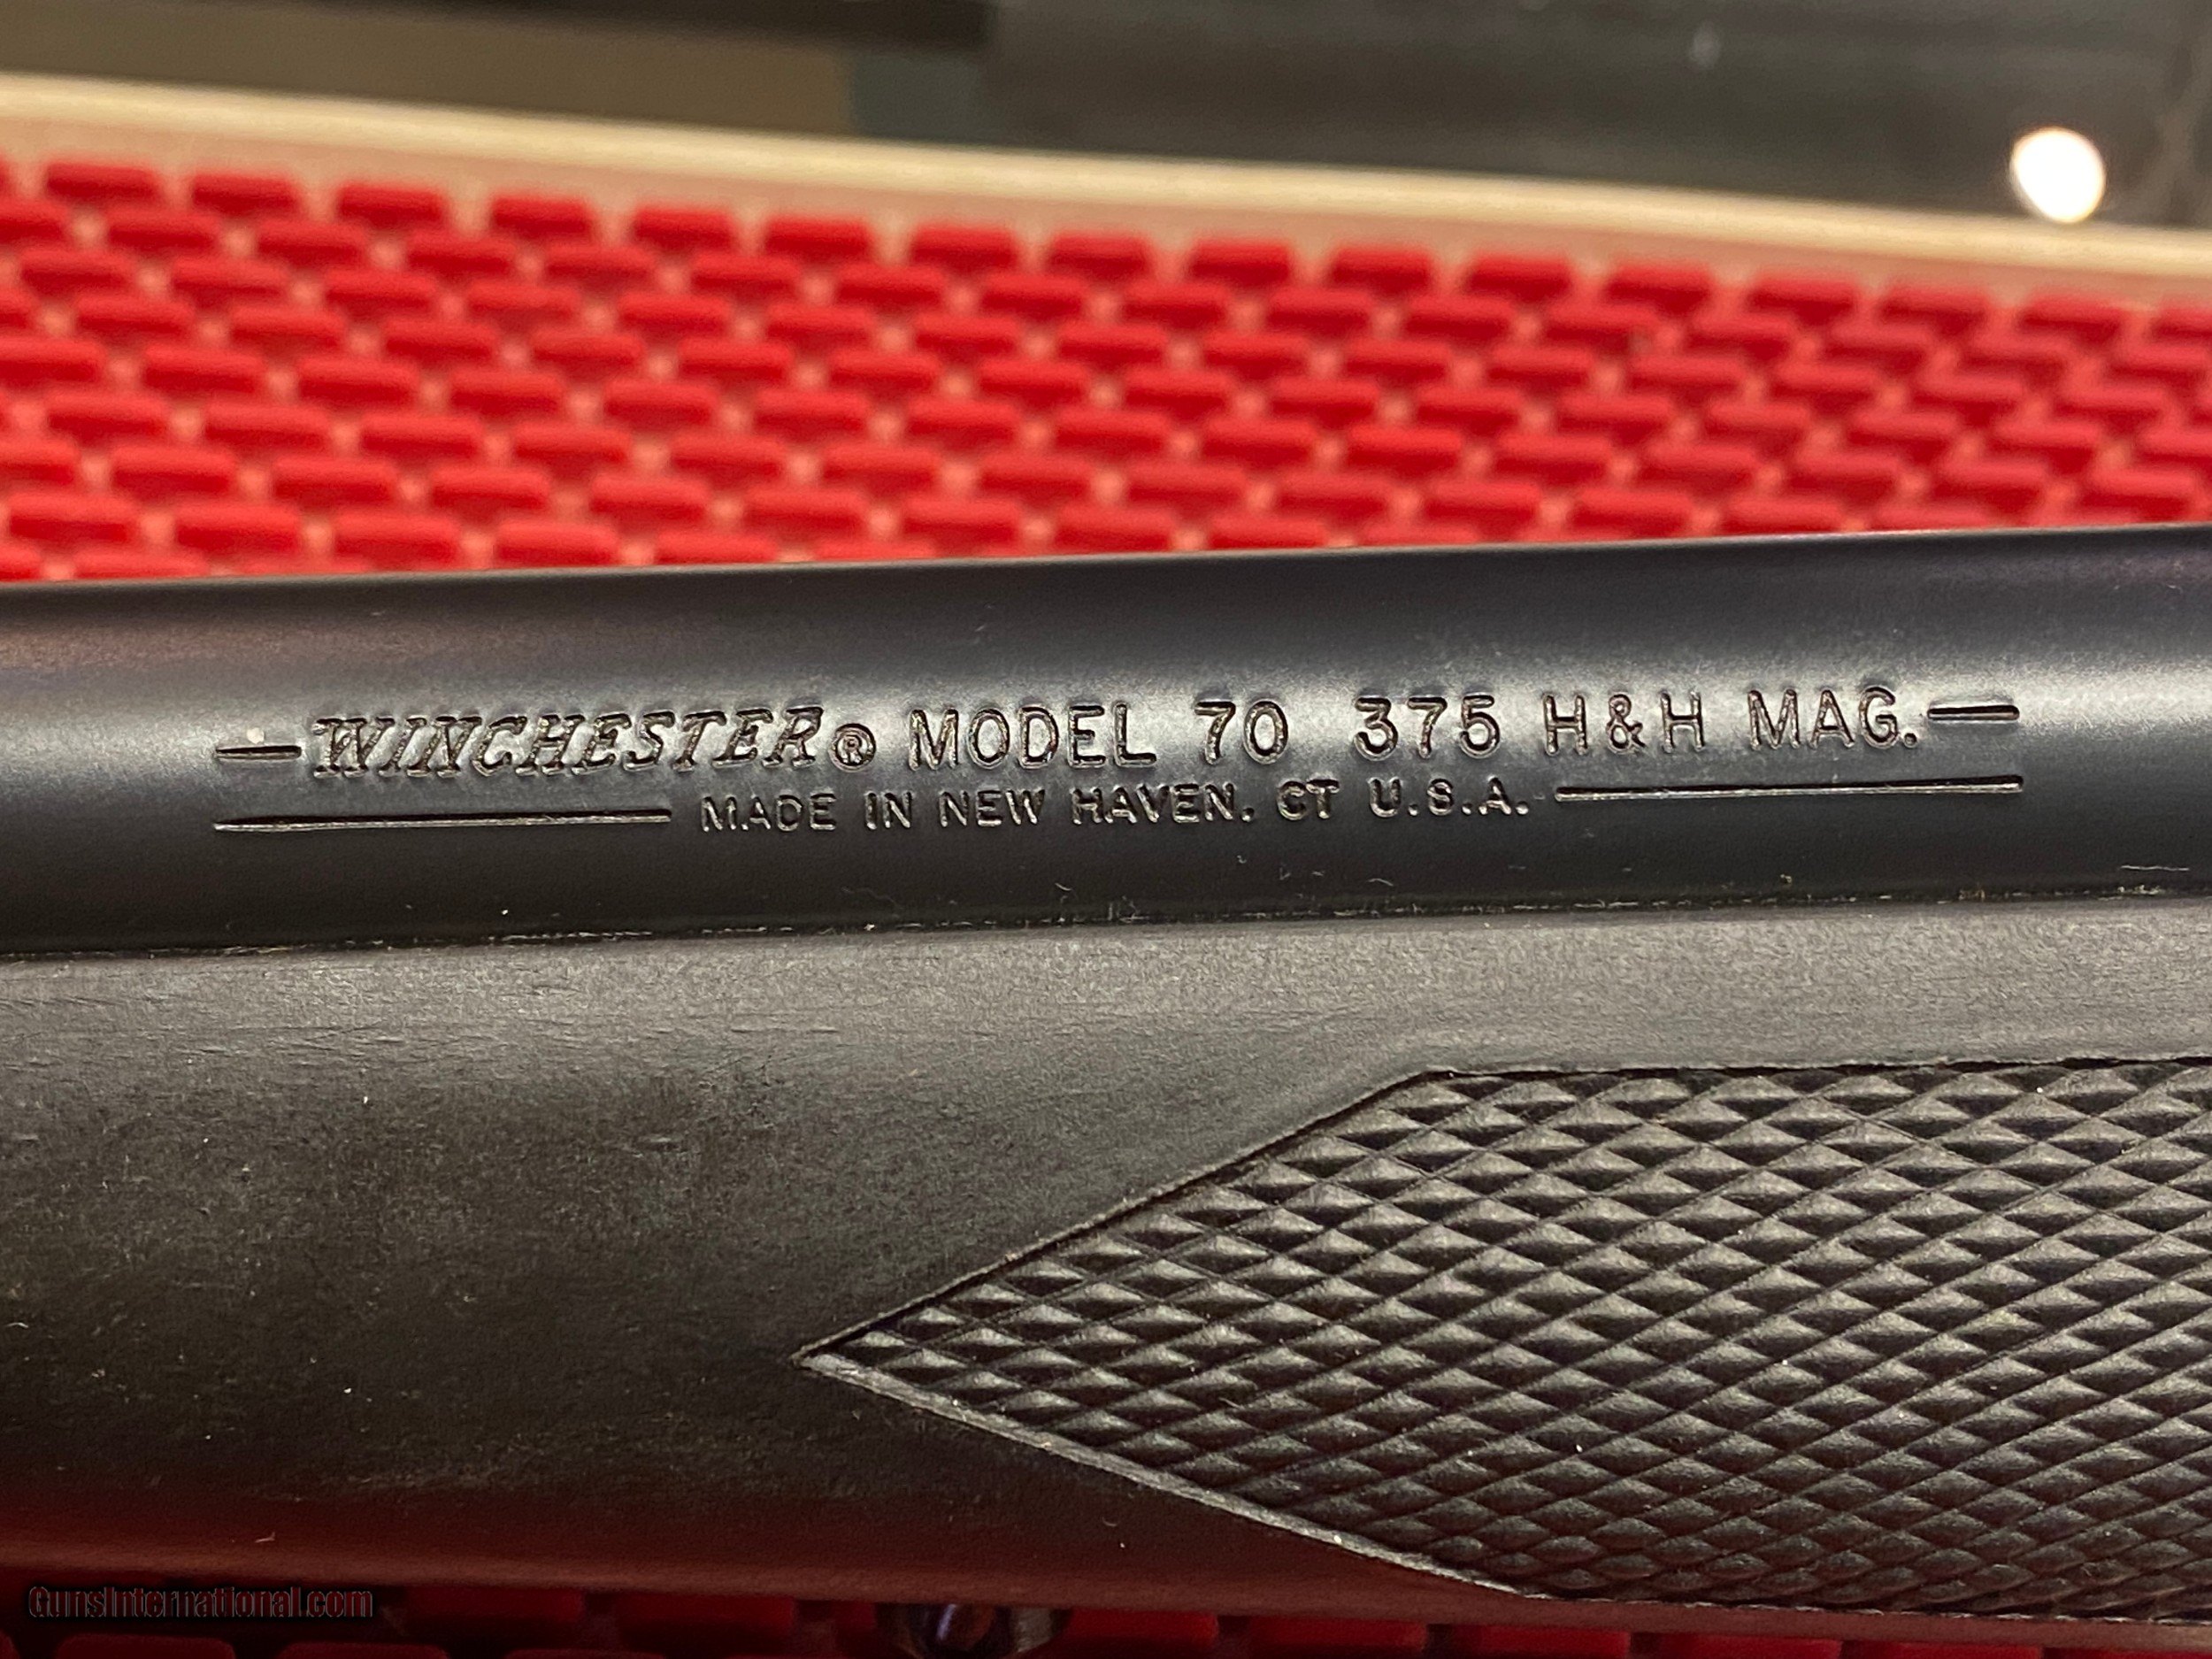 WINCHESTER® MODEL 70 375 H&H MAG.
MADE IN NEW HAVEN. CT U.S.A.
GunsInternational.com